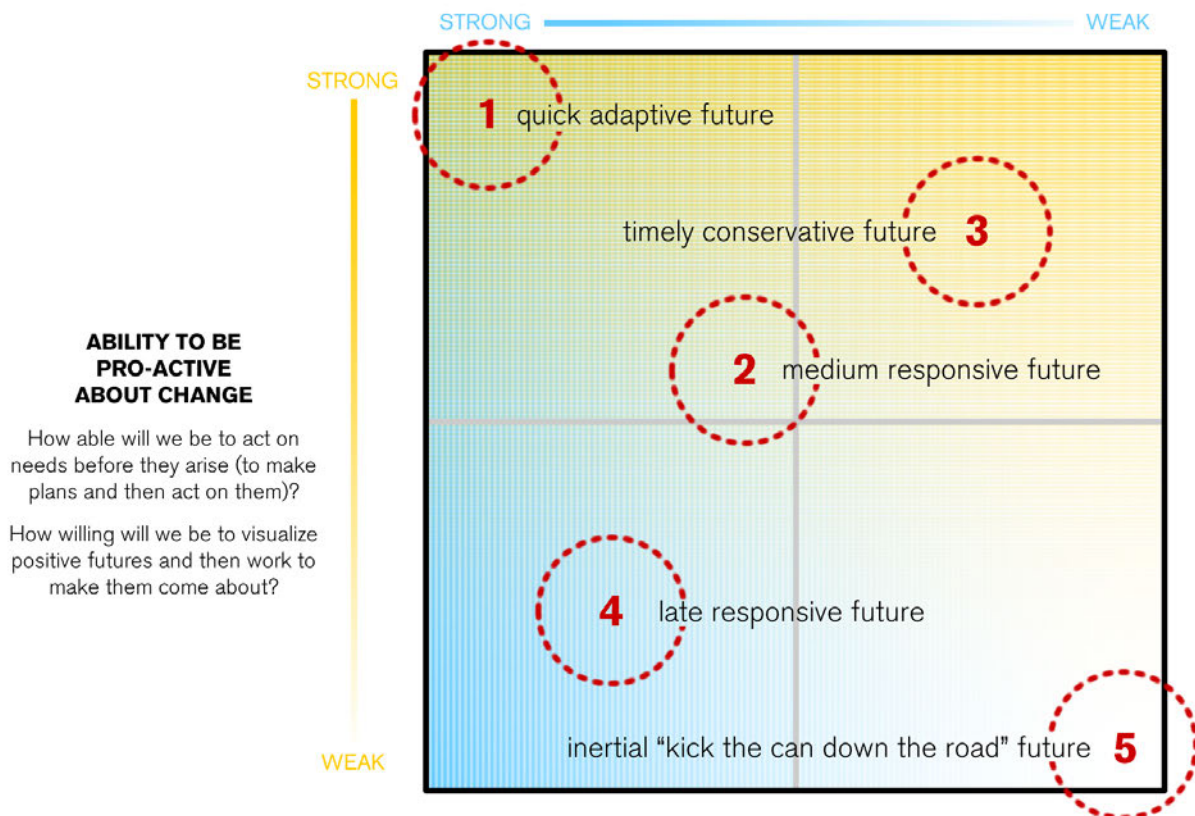 STRONG WEAK
STRONG
1 quick adaptive future
timely conservative future 3
ABILITY TO BE
PRO-ACTIVE
ABOUT CHANGE
2 medium responsive future
How able will we be to act on
needs before they arise (to make
plans and then act on them)?
How willing will we be to visualize
positive futures and then work to
make them come about?
4 late responsive future
inertial “kick the can down the road” future 5
WEAK